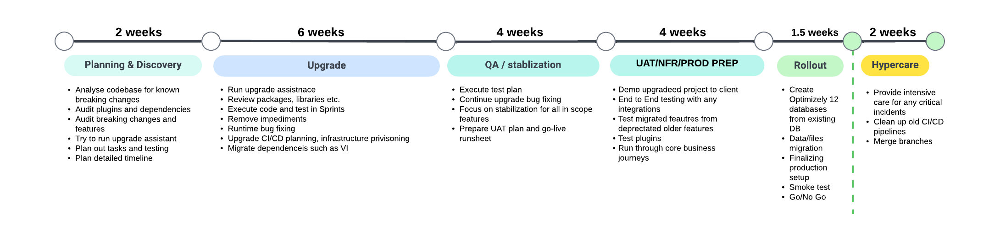 2 weeks
6 weeks
4 weeks
4 weeks
1.5 weeks
2 weeks
Planning & Discovery
Upgrade
QA / stablization
UAT/NFR/PROD PREP
Rollout
Hypercare
• Analyse codebase for known
breaking changes
• Audit plugins and dependencies
• Audit breaking changes and
features
• Try to run upgrade assistant
• Plan out tasks and testing
• Plan detailed timeline
• Run upgrade assistnace
• Review packages, libraries etc.
• Execute code and test in Sprints
• Remove impediments
• Runtime bug fixing
• Upgrade CI/CD planning, infrastructure privisoning
• Migrate dependenceis such as VI
• Execute test plan
• Continue upgrade bug fixing
• Focus on stabilization for all in scope
features
• Prepare UAT plan and go-live
runsheet
• Demo upgradeed project to client
• End to End testing with any
integrations
• Test migrated feautres from
deprectated older features
• Test plugins
• Run through core business
journeys
• Create
Optimizely 12
databases
from existing
DB
• Data/files
migration
• Finalizing
production
setup
• Smoke test
• Go/No Go
• Provide intensive
care for any critical
incidents
• Clean up old CI/CD
pipelines
• Merge branches